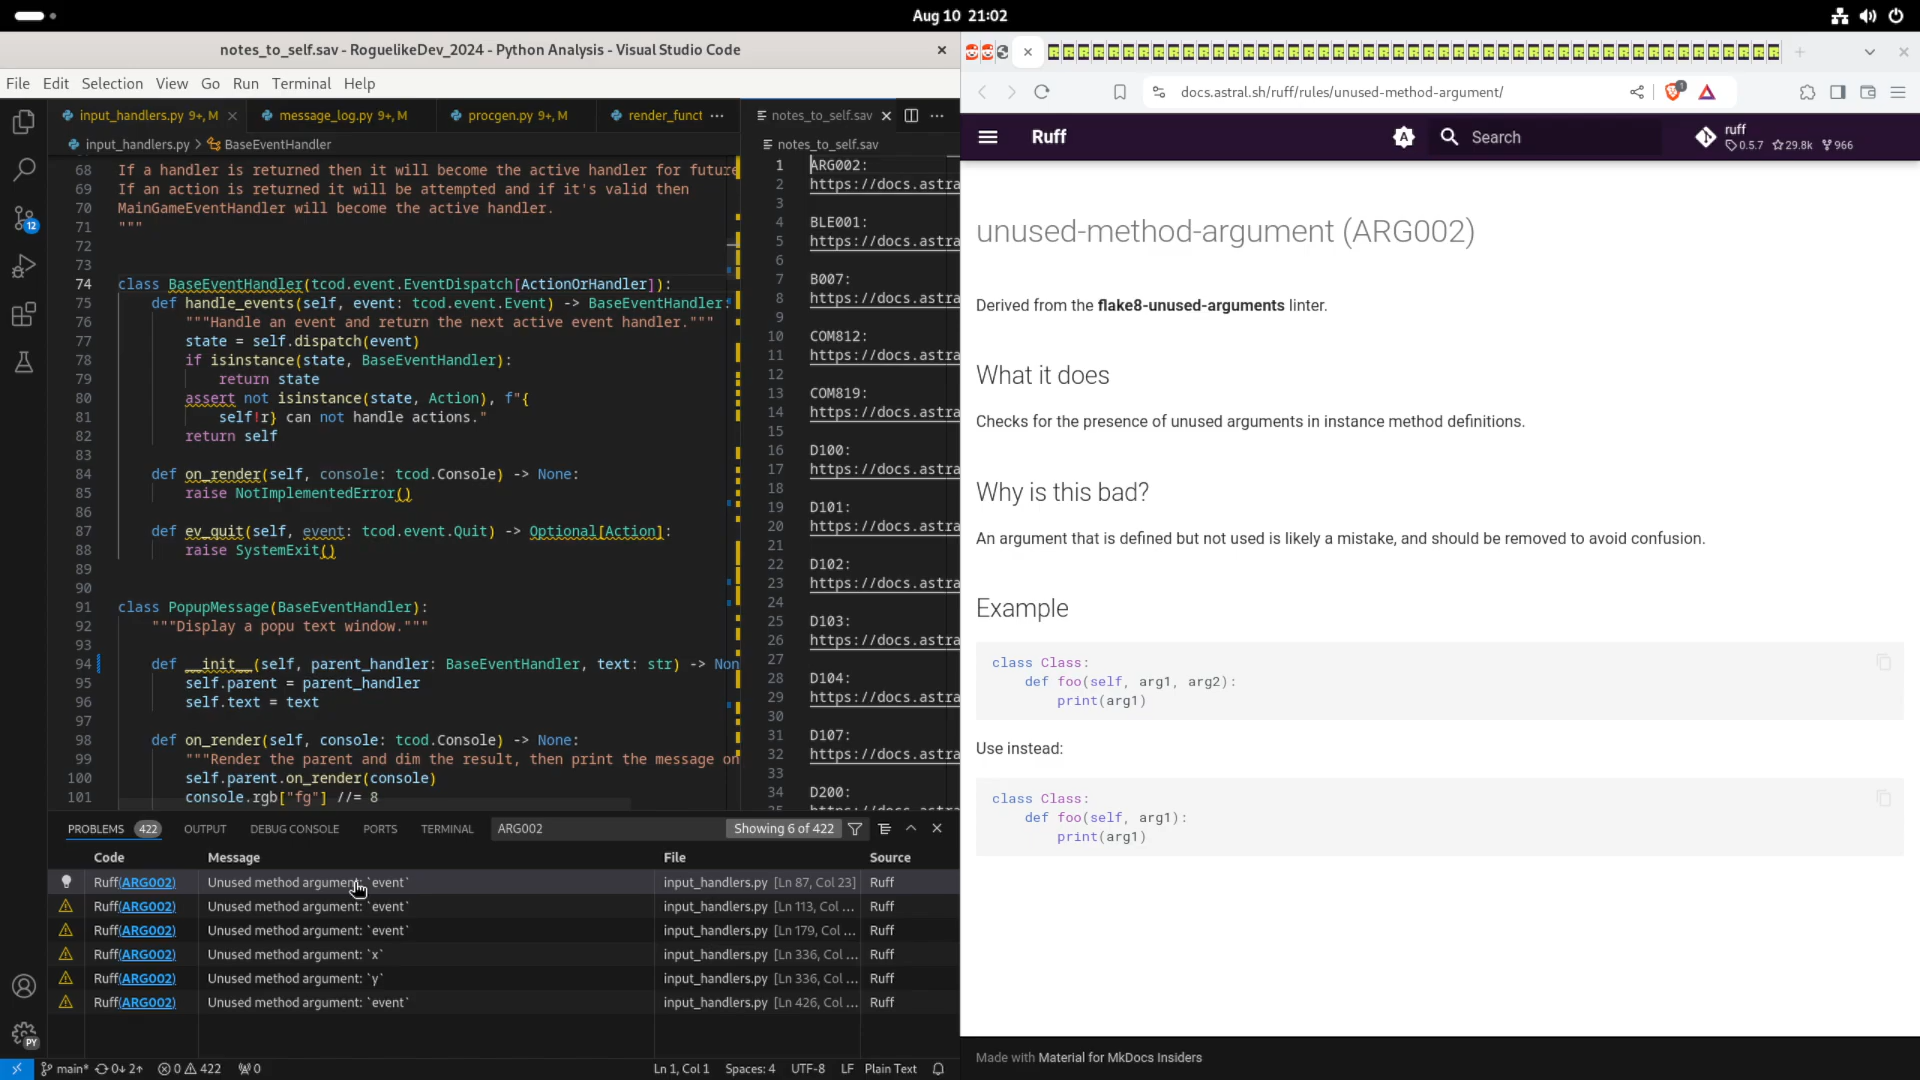 Aug 10 21:02
notes_to_self.sav - RoguelikeDev_2024 - Python Analysis - Visual Studio Code
File Edit Selection View Go Run Terminal Help
input_handlers.py 9+, M
message_log.py 9+, M
procgen.py 9+, M
render_funct
notes_to_self.sav
input_handlers.py > BaseEventHandler
68 If a handler is returned then it will become the active handler for future
69 If an action is returned it will be attempted and if it's valid then
70 MainGameEventHandler will become the active handler.
71 """
72
73
74 class BaseEventHandler(tcod.event.EventDispatch[ActionOrHandler]):
75 def handle_events(self, event: tcod.event.Event) -> BaseEventHandler:
76 """Handle an event and return the next active event handler."""
77 state = self.dispatch(event)
78 if isinstance(state, BaseEventHandler):
79 return state
80 assert not isinstance(state, Action), f"{
81 self!r} can not handle actions."
82 return self
83
84 def on_render(self, console: tcod.Console) -> None:
85 raise NotImplementedError()
86
87 def ev_quit(self, event: tcod.event.Quit) -> Optional[Action]:
88 raise SystemExit()
89
90
91 class PopupMessage(BaseEventHandler):
92 """Display a popu text window."""
93
94 def __init__(self, parent_handler: BaseEventHandler, text: str) -> Non
95 self.parent = parent_handler
96 self.text = text
97
98 def on_render(self, console: tcod.Console) -> None:
99 """Render the parent and dim the result, then print the message on
100 self.parent.on_render(console)
101 console.rgb["fg"] //= 8
notes_to_self.sav
1 ARG002:
2 https://docs.astra
3
4 BLE001:
5 https://docs.astra
6
7 B007:
8 https://docs.astra
9
10 COM812:
11 https://docs.astra
12
13 COM819:
14 https://docs.astra
15
16 D100:
17 https://docs.astra
18
19 D101:
20 https://docs.astra
21
22 D102:
23 https://docs.astra
24
25 D103:
26 https://docs.astra
27
28 D104:
29 https://docs.astra
30
31 D107:
32 https://docs.astra
33
34 D200:
PROBLEMS 422 OUTPUT DEBUG CONSOLE PORTS TERMINAL ARG002 Showing 6 of 422
Code Message File Source
Ruff(ARG002) Unused method argument: `event` input_handlers.py [Ln 87, Col 23] Ruff
Ruff(ARG002) Unused method argument: `event` input_handlers.py [Ln 113, Col ... Ruff
Ruff(ARG002) Unused method argument: `event` input_handlers.py [Ln 179, Col ... Ruff
Ruff(ARG002) Unused method argument: `x` input_handlers.py [Ln 336, Col ... Ruff
Ruff(ARG002) Unused method argument: `y` input_handlers.py [Ln 336, Col ... Ruff
Ruff(ARG002) Unused method argument: `event` input_handlers.py [Ln 426, Col ... Ruff
12
PY
main* 0↓ 2↑ 0 422 0 Ln 1, Col 1 Spaces: 4 UTF-8 LF Plain Text
docs.astral.sh/ruff/rules/unused-method-argument/
1
Ruff
Search
ruff
0.5.7 29.8k 966
unused-method-argument (ARG002)
Derived from the flake8-unused-arguments linter.
What it does
Checks for the presence of unused arguments in instance method definitions.
Why is this bad?
An argument that is defined but not used is likely a mistake, and should be removed to avoid confusion.
Example
class Class:
def foo(self, arg1, arg2):
print(arg1)
Use instead:
class Class:
def foo(self, arg1):
print(arg1)
Made with Material for MkDocs Insiders